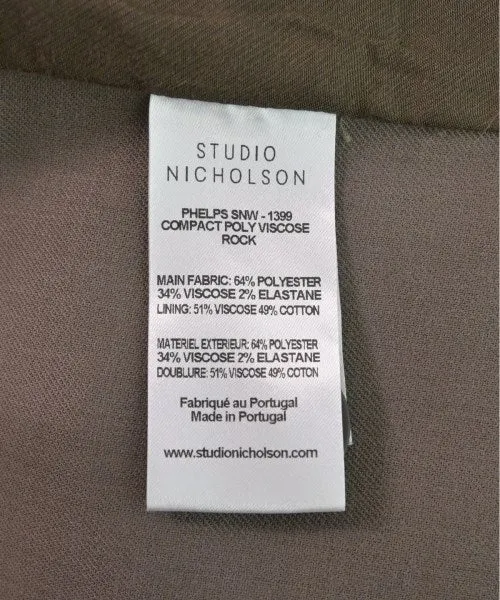 STUDIO
NICHOLSON
PHELPS SNW - 1399
COMPACT POLY VISCOSE
ROCK
MAIN FABRIC: 64% POLYESTER
34% VISCOSE 2% ELASTANE
LINING: 51% VISCOSE 49% COTTON
MATERIEL EXTERIEUR: 64% POLYESTER
34% VISCOSE 2% ELASTANE
DOUBLURE: 51% VISCOSE 49% COTON
Fabriqué au Portugal
Made in Portugal
www.studionicholson.com